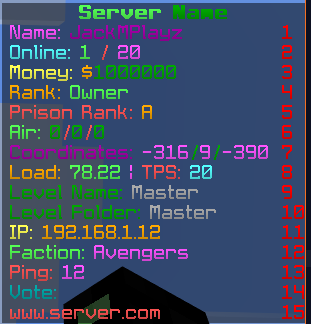 Server Name
Name: JackMPlayz 1
Online: 1 / 20 2
Money: $1000000 3
Rank: Owner 4
Prison Rank: A 5
Air: 0/0/0 6
Coordinates: -316/9/-390 7
Load: 78.22 ¦ TPS: 20 8
Level Name: Master 9
Level Folder: Master 10
IP: 192.168.1.12 11
Faction: Avengers 12
Ping: 12 13
Vote: 14
www.server.com 15